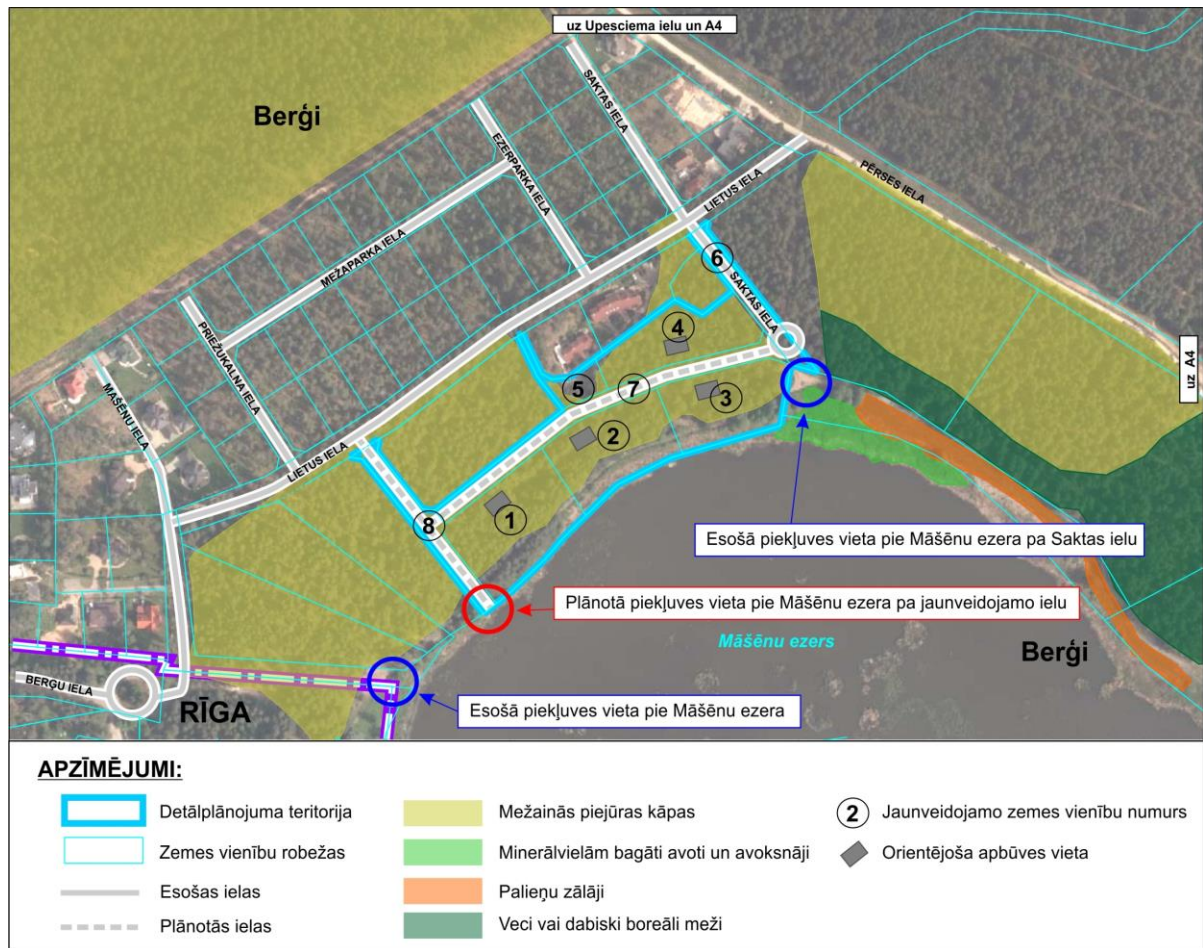 uz Upesciema ielu un A4
Berģi
SAKTAS IELA
EZERPARKA IELA
LIETUS IELA
PĒRSES IELA
MEŽAPARKA IELA
6
SAKTAS IELA
PRIEŽUKALNA IELA
4
uz A4
MAŠĒNU IELA
5
7
3
2
LIETUS IELA
1
8
Esošā piekļuves vieta pie Māšēnu ezera pa Saktas ielu
Plānotā piekļuves vieta pie Māšēnu ezera pa jaunveidojamo ielu
Māšēnu ezers
Berģi
BERĢU IELA
RĪGA
Esošā piekļuves vieta pie Māšēnu ezera
APZĪMĒJUMI:
Detālplānojuma teritorija
Zemes vienību robežas
Esošas ielas
Plānotās ielas
Mežainās piejūras kāpas
Minerālvielām bagāti avoti un avoksnāji
Palieņu zālāji
Veci vai dabiski boreāli meži
2 Jaunveidojamo zemes vienību numurs
Orientējoša apbūves vieta